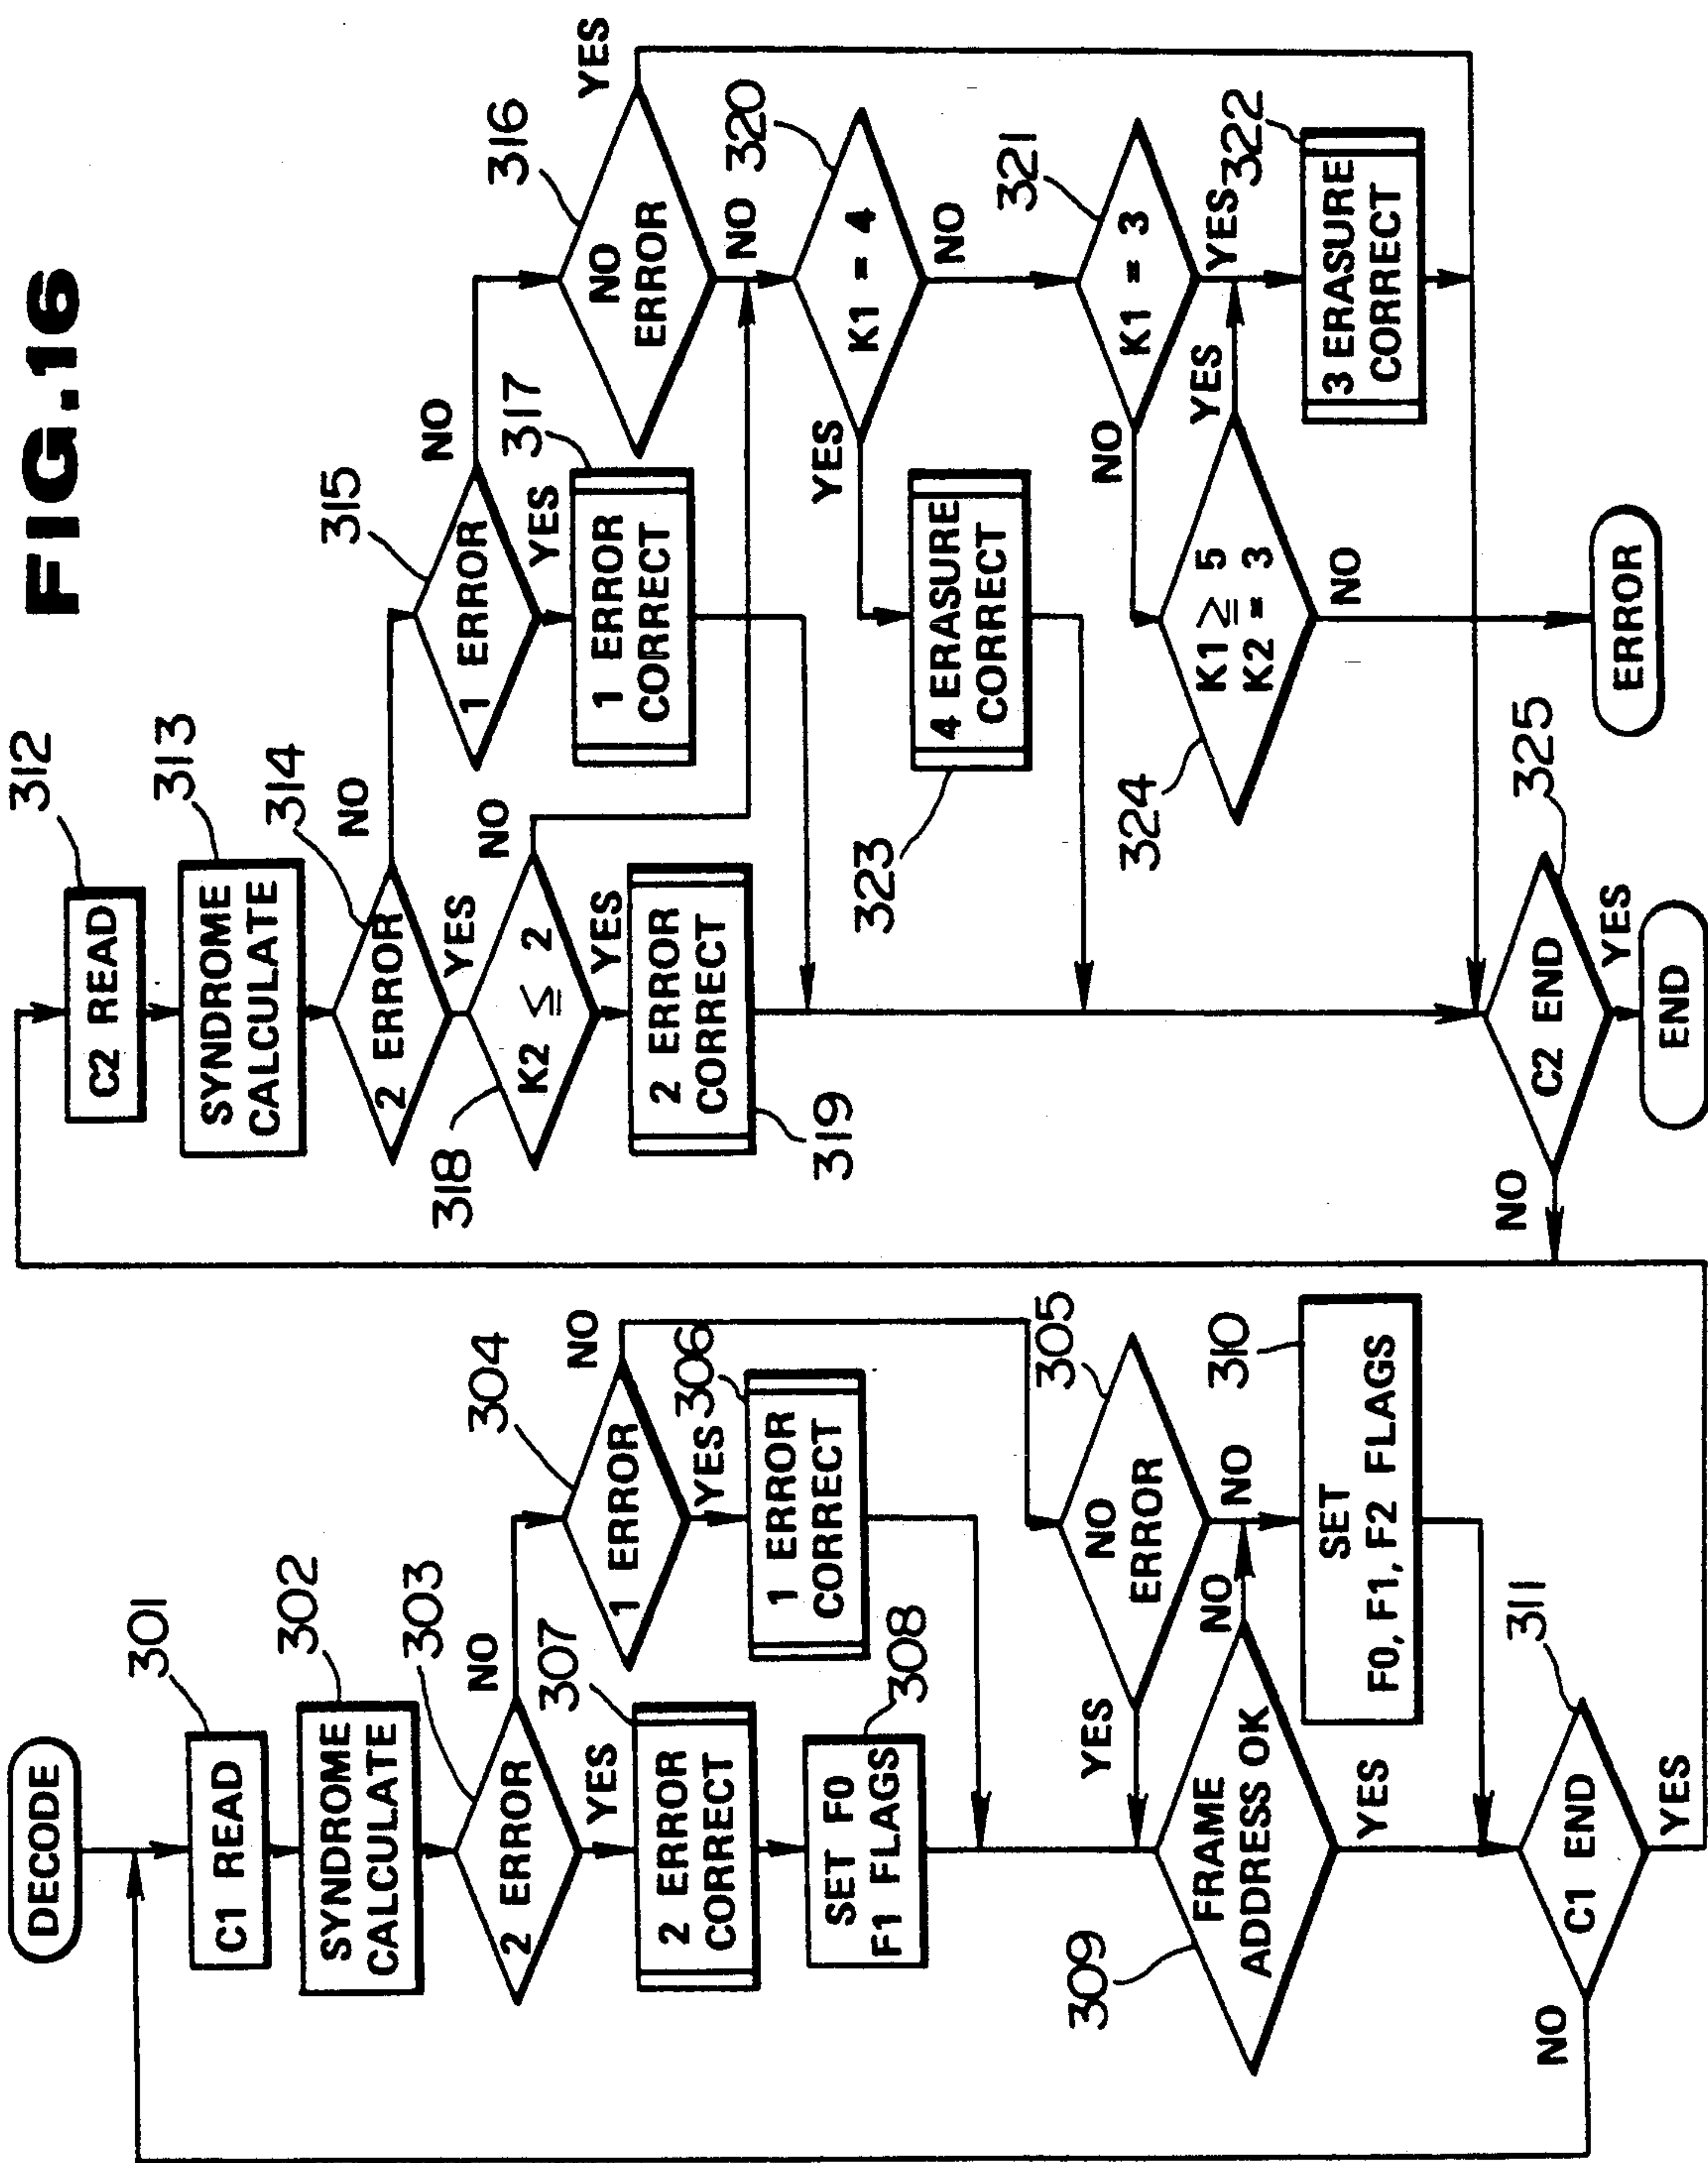 FIG.16
DECODE
301
C1 READ
302
SYNDROME
CALCULATE
303
2 ERROR
NO
YES
304
1 ERROR
NO
YES
306
1 ERROR
CORRECT
307
2 ERROR
CORRECT
308
SET F0
F1 FLAGS
305
NO
ERROR
YES
NO
309
FRAME
ADDRESS OK
NO
YES
310
SET
F0, F1, F2 FLAGS
311
C1 END
NO
YES
312
C2 READ
313
SYNDROME
CALCULATE
314
2 ERROR
NO
YES
315
1 ERROR
NO
YES
316
NO
ERROR
YES
NO
317
1 ERROR
CORRECT
318
K2 ≦ 2
NO
YES
319
2 ERROR
CORRECT
320
K1 = 4
YES
NO
321
K1 = 3
NO
YES
322
3 ERASURE
CORRECT
323
4 ERASURE
CORRECT
324
K1 ≧ 5
K2 = 3
YES
NO
ERROR
325
C2 END
NO
YES
END